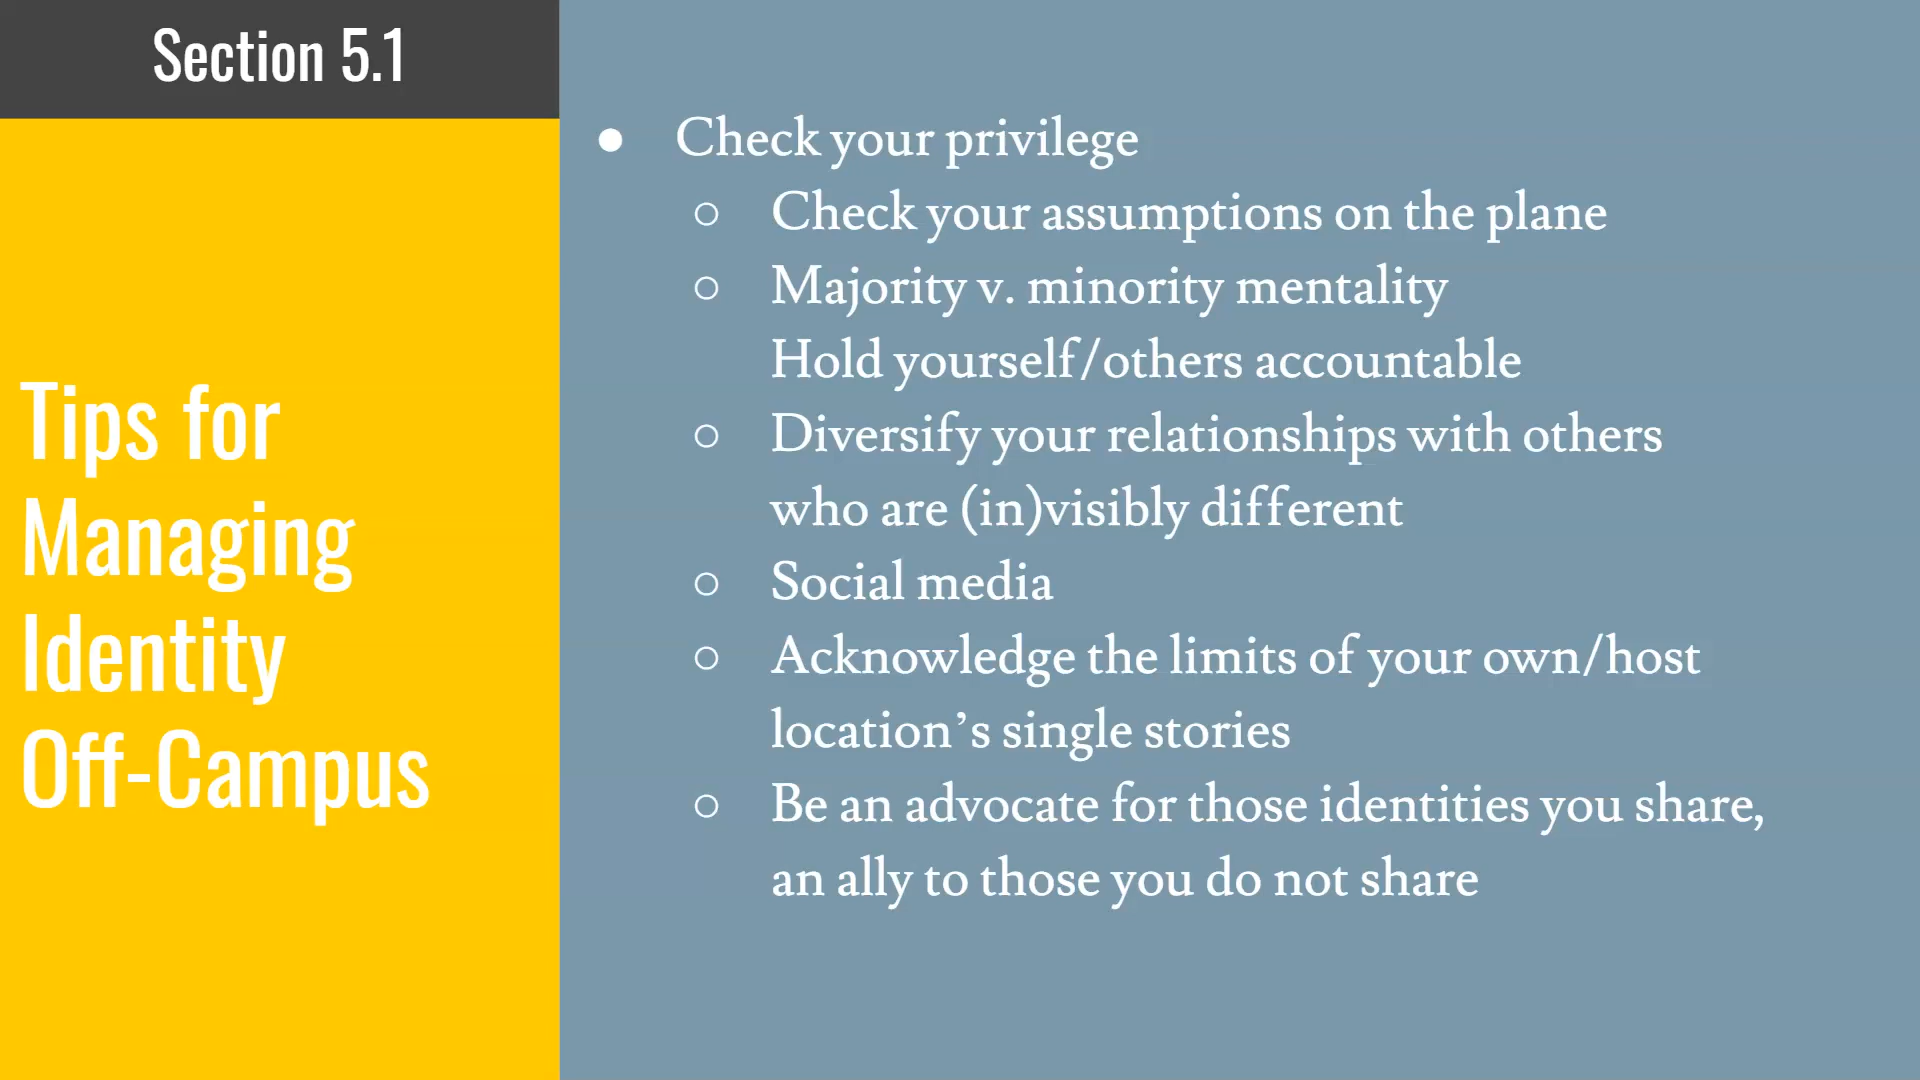 Section 5.1
Tips for
Managing
Identity
Off-Campus
● Check your privilege
○ Check your assumptions on the plane
○ Majority v. minority mentality
Hold yourself/others accountable
○ Diversify your relationships with others
who are (in)visibly different
○ Social media
○ Acknowledge the limits of your own/host
location’s single stories
○ Be an advocate for those identities you share,
an ally to those you do not share